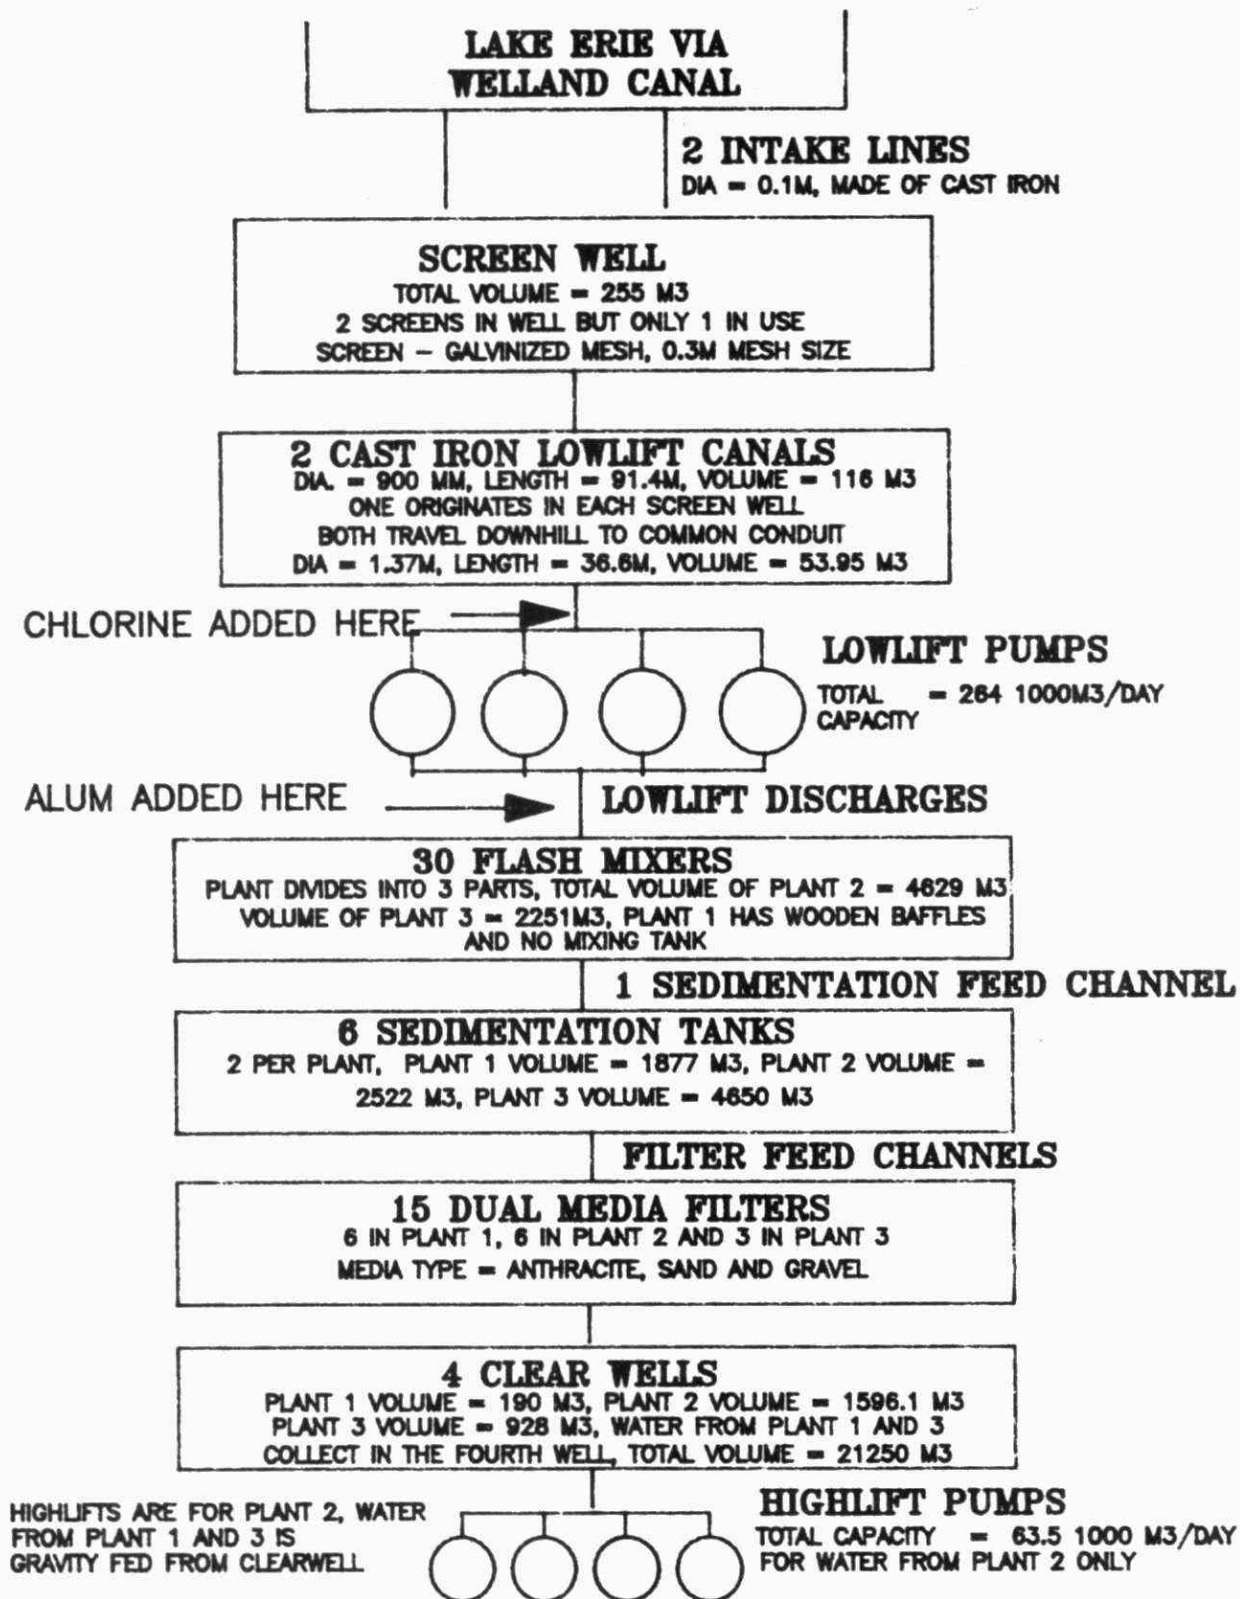 LAKE ERIE VIA
WELLAND CANAL
2 INTAKE LINES
DIA = 0.1M, MADE OF CAST IRON
SCREEN WELL
TOTAL VOLUME = 255 M3
2 SCREENS IN WELL BUT ONLY 1 IN USE
SCREEN - GALVINIZED MESH, 0.3M MESH SIZE
2 CAST IRON LOWLIFT CANALS
DIA. = 900 MM, LENGTH = 91.4M, VOLUME = 116 M3
ONE ORIGINATES IN EACH SCREEN WELL
BOTH TRAVEL DOWNHILL TO COMMON CONDUIT
DIA = 1.37M, LENGTH = 36.6M, VOLUME = 53.95 M3
CHLORINE ADDED HERE
LOWLIFT PUMPS
TOTAL = 264 1000M3/DAY
CAPACITY
ALUM ADDED HERE
LOWLIFT DISCHARGES
30 FLASH MIXERS
PLANT DIVIDES INTO 3 PARTS, TOTAL VOLUME OF PLANT 2 = 4629 M3
VOLUME OF PLANT 3 = 2251M3, PLANT 1 HAS WOODEN BAFFLES
AND NO MIXING TANK
1 SEDIMENTATION FEED CHANNEL
6 SEDIMENTATION TANKS
2 PER PLANT, PLANT 1 VOLUME = 1877 M3, PLANT 2 VOLUME =
2522 M3, PLANT 3 VOLUME = 4650 M3
FILTER FEED CHANNELS
15 DUAL MEDIA FILTERS
6 IN PLANT 1, 6 IN PLANT 2 AND 3 IN PLANT 3
MEDIA TYPE = ANTHRACITE, SAND AND GRAVEL
4 CLEAR WELLS
PLANT 1 VOLUME = 190 M3, PLANT 2 VOLUME = 1596.1 M3
PLANT 3 VOLUME = 928 M3, WATER FROM PLANT 1 AND 3
COLLECT IN THE FOURTH WELL, TOTAL VOLUME = 21250 M3
HIGHLIFTS ARE FOR PLANT 2, WATER
FROM PLANT 1 AND 3 IS
GRAVITY FED FROM CLEARWELL
HIGHLIFT PUMPS
TOTAL CAPACITY = 63.5 1000 M3/DAY
FOR WATER FROM PLANT 2 ONLY